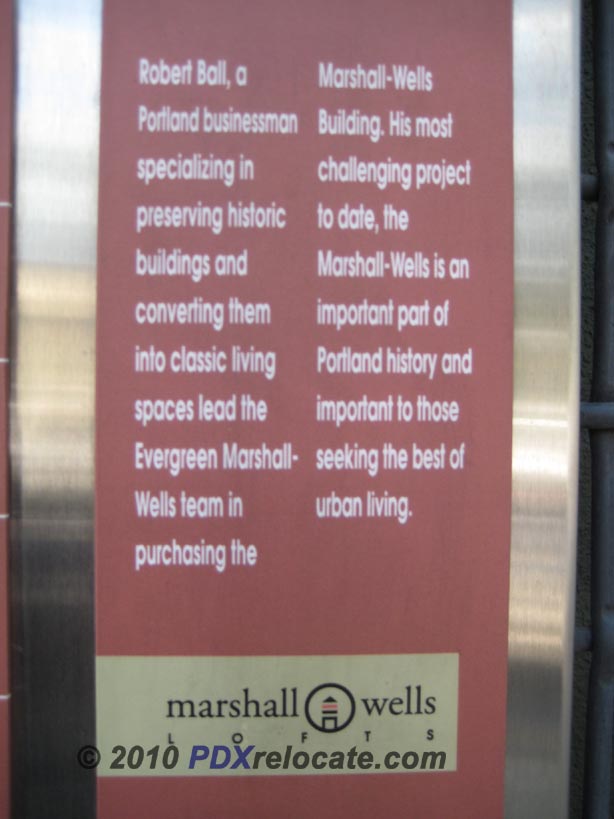 Robert Ball, a
Portland businessman
specializing in
preserving historic
buildings and
converting them
into classic living
spaces lead the
Evergreen Marshall-
Wells team in
purchasing the
Marshall-Wells
Building. His most
challenging project
to date, the
Marshall-Wells is an
important part of
Portland history and
important to those
seeking the best of
urban living.
marshall wells
LOFTS
© 2010 PDXrelocate.com